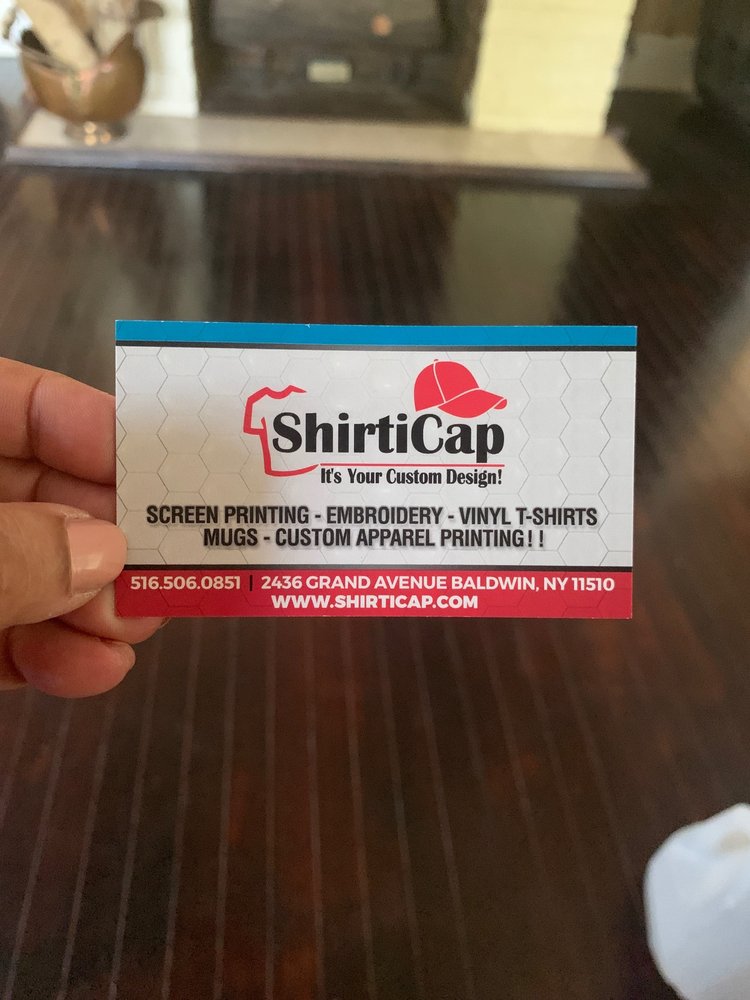 ShirtiCap
It's Your Custom Design!
SCREEN PRINTING - EMBROIDERY - VINYL T-SHIRTS
MUGS - CUSTOM APPAREL PRINTING!!
516.506.0851 | 2436 GRAND AVENUE BALDWIN, NY 11510
WWW.SHIRTICAP.COM